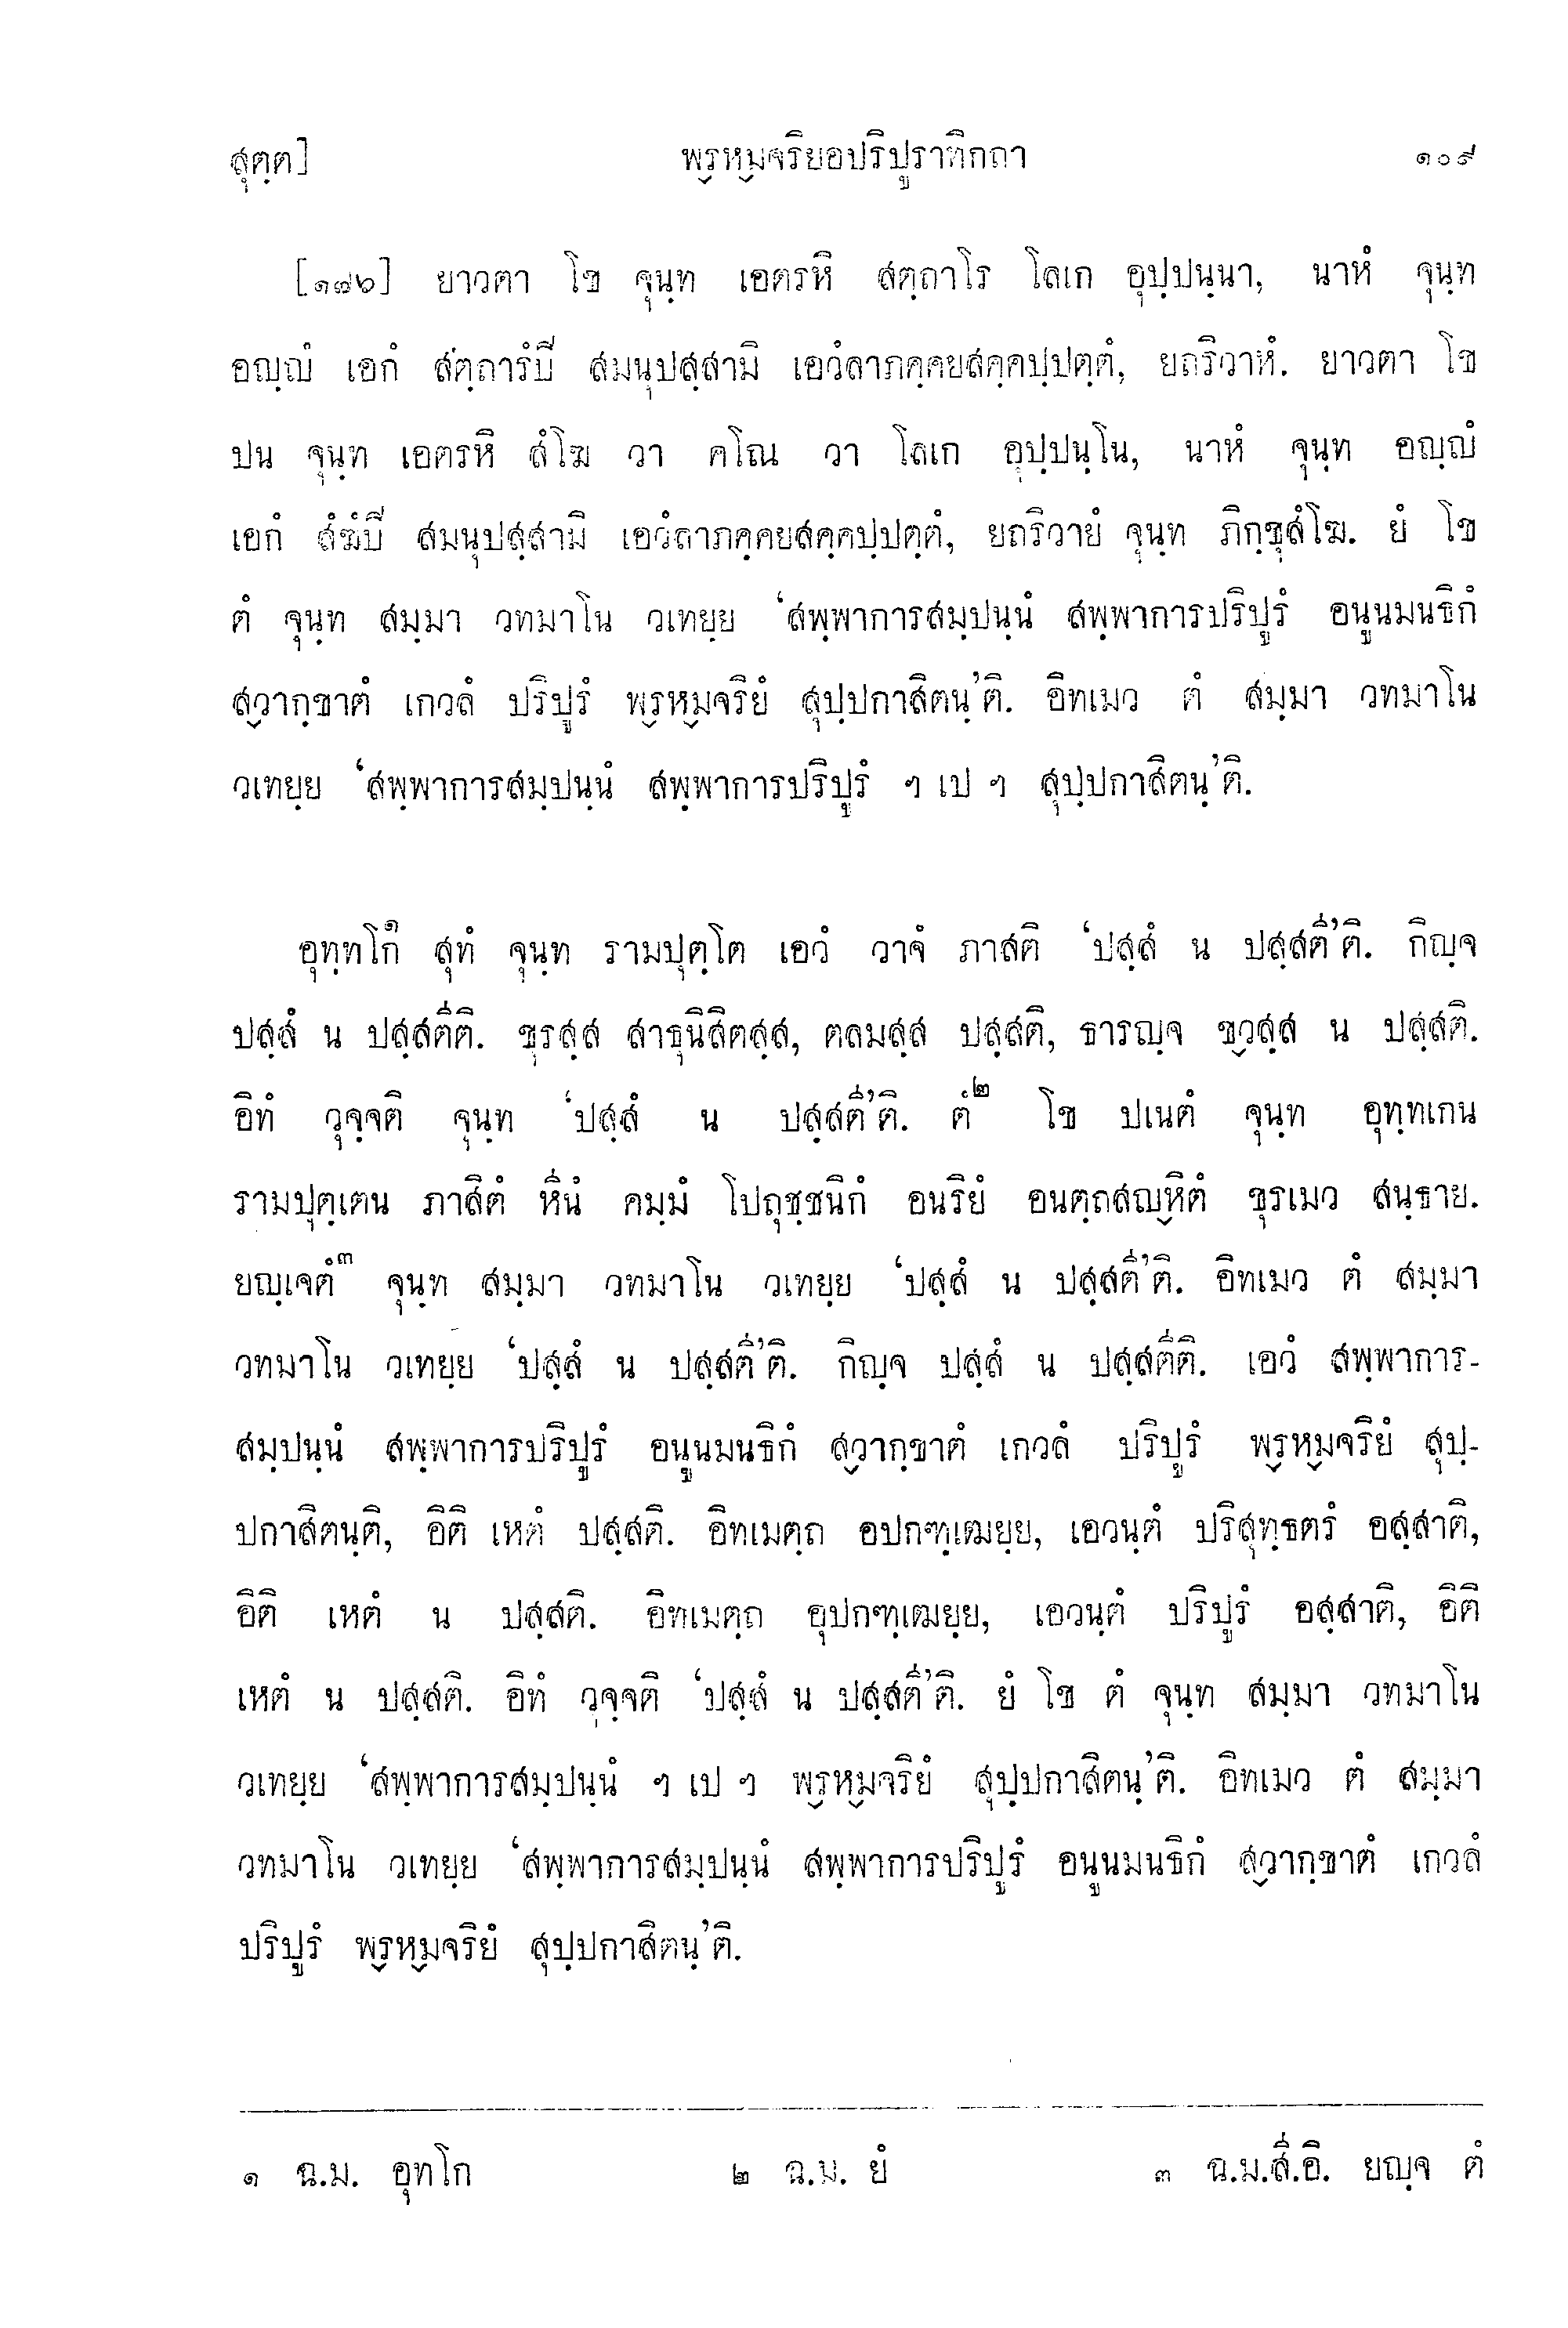 สุตฺต] พฺรหฺมจริยอปริปูราทิกถา ๑๐๙
[๑๗๖] ยาวตา โข จุนฺท เอตรหิ สตฺถาโร โลเก อุปฺปนฺนา, นาหํ จุนฺท
อญฺญํ เอกํ สตฺถารํปิ สมนุปสฺสามิ เอวํลาภคฺคยสคฺคปฺปตฺตํ, ยถริวาหํ. ยาวตา โข
ปน จุนฺท เอตรหิ สํโฆ วา คโณ วา โลเก อุปฺปนฺโน, นาหํ จุนฺท อญฺญํ
เอกํ สํฆํปิ สมนุปสฺสามิ เอวํลาภคฺคยสคฺคปฺปตฺตํ, ยถริวายํ จุนฺท ภิกฺขุสํโฆ. ยํ โข
ตํ จุนฺท สมฺมา วทมาโน วเทยฺย ‘สพฺพาการสมฺปนฺนํ สพฺพาการปริปูรํ อนูนมนธิกํ
สฺวากฺขาตํ เกวลํ ปริปูรํ พฺรหฺมจริยํ สุปฺปกาสิตนฺ’ติ. อิทเมว ตํ สมฺมา วทมาโน
วเทยฺย ‘สพฺพาการสมฺปนฺนํ สพฺพาการปริปูรํ ฯ เป ฯ สุปฺปกาสิตนฺ’ติ.
อุทฺทโก๑ สุทํ จุนฺท รามปุตฺโต เอวํ วาจํ ภาสติ ‘ปสฺสํ น ปสฺสตี’ติ. กิญฺจ
ปสฺสํ น ปสฺสตีติ. ขุรสฺส สาธุนิสิตสฺส, ตลมสฺส ปสฺสติ, ธารญฺจ ขฺวสฺส น ปสฺสติ.
อิทํ วุจฺจติ จุนฺท ‘ปสฺสํ น ปสฺสตี’ติ. ตํ๒ โข ปเนตํ จุนฺท อุทฺทเกน
รามปุตฺเตน ภาสิตํ หีนํ คมฺมํ โปถุชฺชนิกํ อนริยํ อนตฺถสญฺหิตํ ขุรเมว สนฺธาย.
ยญฺเจตํ๓ จุนฺท สมฺมา วทมาโน วเทยฺย ‘ปสฺสํ น ปสฺสตี’ติ. อิทเมว ตํ สมฺมา
วทมาโน วเทยฺย ‘ปสฺสํ น ปสฺสตี’ติ. กิญฺจ ปสฺสํ น ปสฺสตีติ. เอวํ สพฺพาการ-
สมฺปนฺนํ สพฺพาการปริปูรํ อนูนมนธิกํ สฺวากฺขาตํ เกวลํ ปริปูรํ พฺรหฺมจริยํ สุปฺ-
ปกาสิตนฺติ, อิติ เหตํ ปสฺสติ. อิทเมตฺถ อปกฑฺเฒยฺย, เอวนฺตํ ปริสุทฺธตรํ อสฺสาติ,
อิติ เหตํ น ปสฺสติ. อิทเมตฺถ อุปกฑฺเฒยฺย, เอวนฺตํ ปริปูรํ อสฺสาติ, อิติ
เหตํ น ปสฺสติ. อิทํ วุจฺจติ ‘ปสฺสํ น ปสฺสตี’ติ. ยํ โข ตํ จุนฺท สมฺมา วทมาโน
วเทยฺย ‘สพฺพาการสมฺปนฺนํ ฯ เป ฯ พฺรหฺมจริยํ สุปฺปกาสิตนฺ’ติ. อิทเมว ตํ สมฺมา
วทมาโน วเทยฺย ‘สพฺพาการสมฺปนฺนํ สพฺพาการปริปูรํ อนูนมนธิกํ สฺวากฺขาตํ เกวลํ
ปริปูรํ พฺรหฺมจริยํ สุปฺปกาสิตนฺ’ติ.
๑ ฉ.ม. อุทโก ๒ ฉ.ม. ยํ ๓ ฉ.ม.สี.อิ. ยญฺจ ตํ